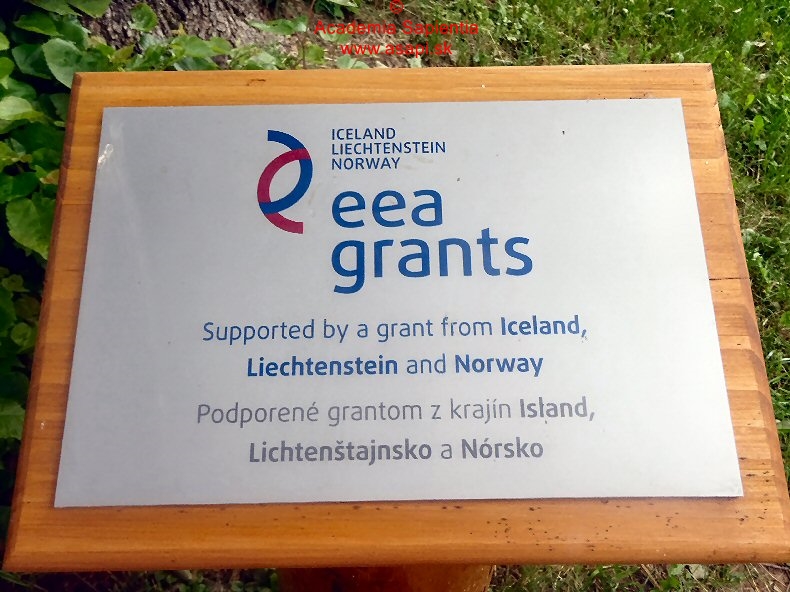 ©
Academia Sapientia
www.asapi.sk
ICELAND
LIECHTENSTEIN
NORWAY
eea
grants
Supported by a grant from Iceland,
Liechtenstein and Norway
Podporené grantom z krajín Island,
Lichtenštajnsko a Nórsko